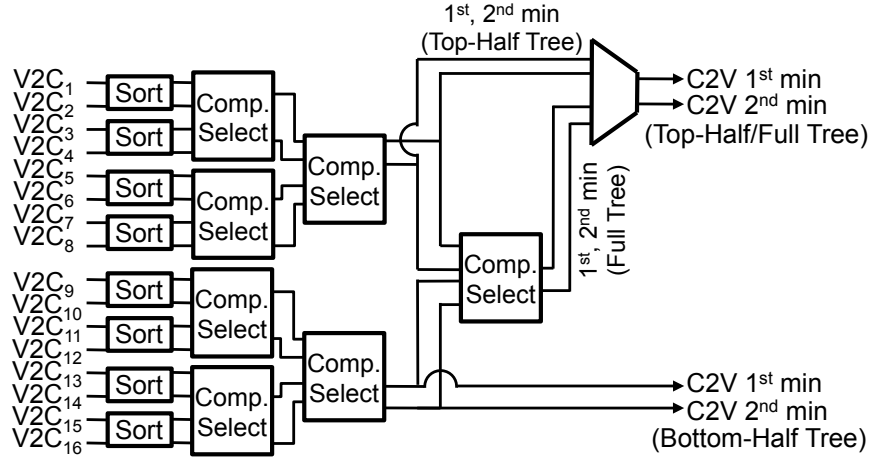 1st, 2nd min
(Top-Half Tree)
V2C1
V2C2
V2C3
V2C4
V2C5
V2C6
V2C7
V2C8
Sort
Sort
Sort
Sort
Comp.
Select
Comp.
Select
Comp.
Select
C2V 1st min
C2V 2nd min
(Top-Half/Full Tree)
1st, 2nd min
(Full Tree)
Comp.
Select
V2C9
V2C10
V2C11
V2C12
V2C13
V2C14
V2C15
V2C16
Sort
Sort
Sort
Sort
Comp.
Select
Comp.
Select
Comp.
Select
C2V 1st min
C2V 2nd min
(Bottom-Half Tree)